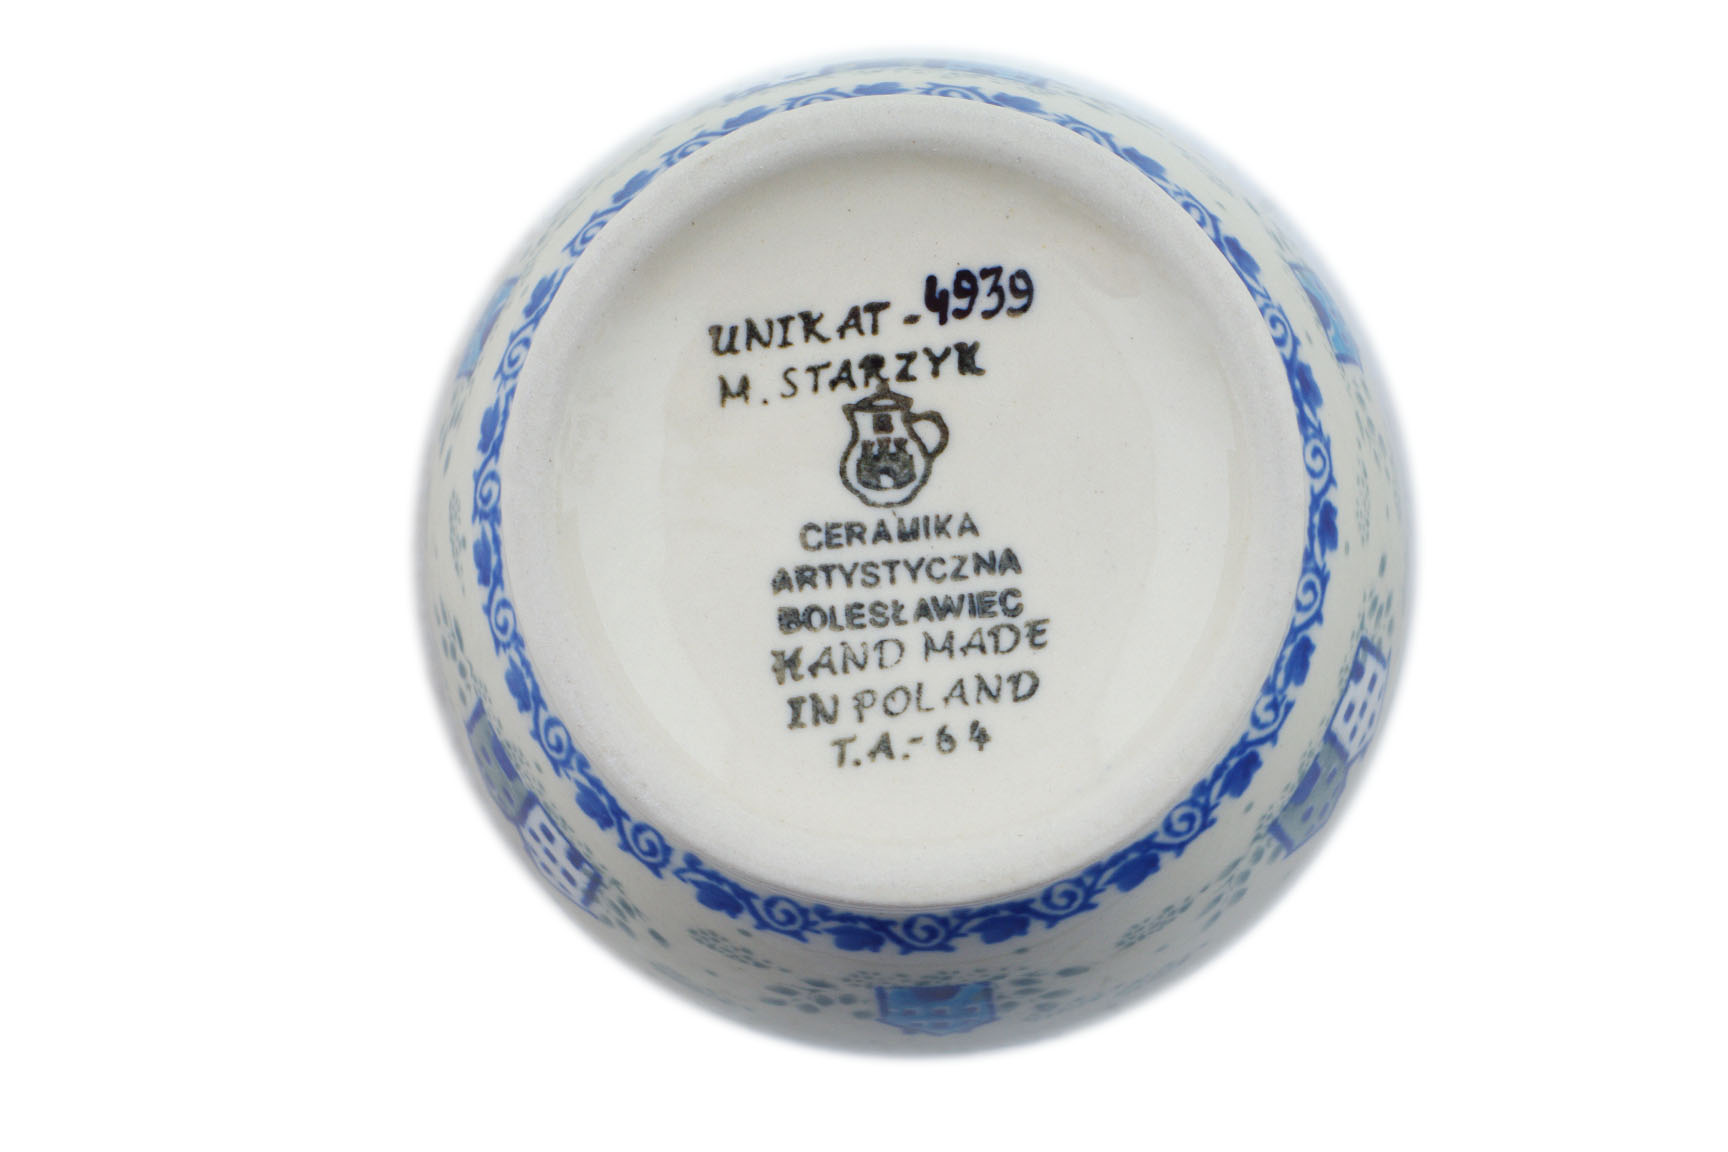 UNIKAT - 4939
M. STARZYK
CERAMIKA
ARTYSTYCZNA
BOLESŁAWIEC
HAND MADE
IN POLAND
T.A.-64